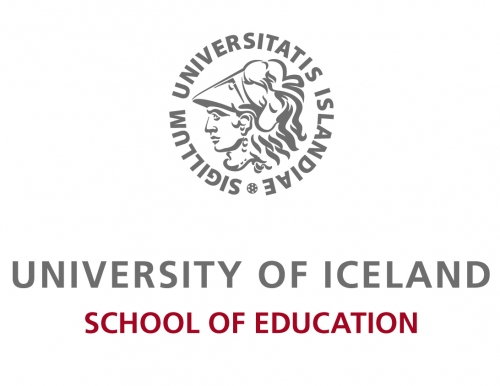 SIGILLUM UNIVERSITATIS ISLANDIAE
UNIVERSITY OF ICELAND
SCHOOL OF EDUCATION